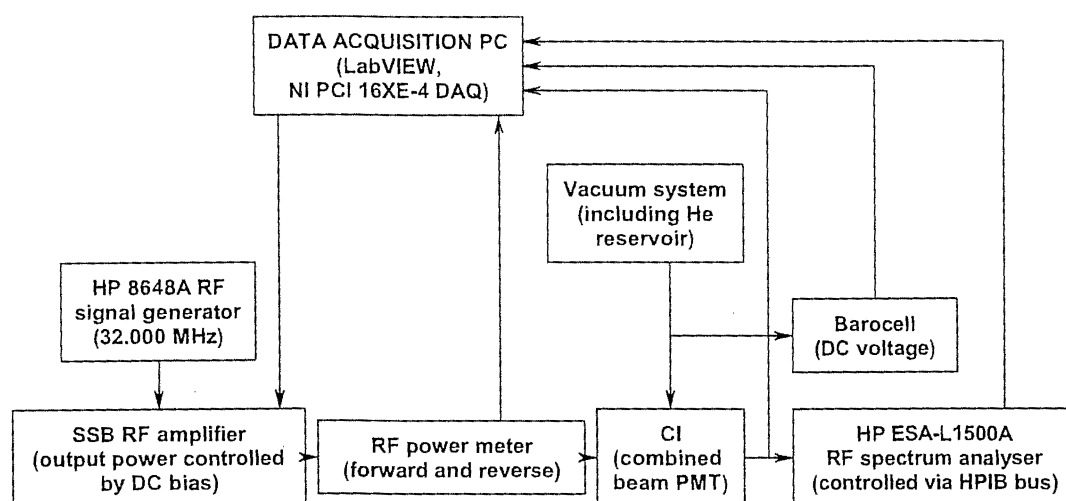 DATA ACQUISITION PC
(LabVIEW,
NI PCI 16XE-4 DAQ)
Vacuum system
(including He
reservoir)
HP 8648A RF
signal generator
(32.000 MHz)
Barocell
(DC voltage)
SSB RF amplifier
(output power controlled
by DC bias)
RF power meter
(forward and reverse)
CI
(combined
beam PMT)
HP ESA-L1500A
RF spectrum analyser
(controlled via HPIB bus)